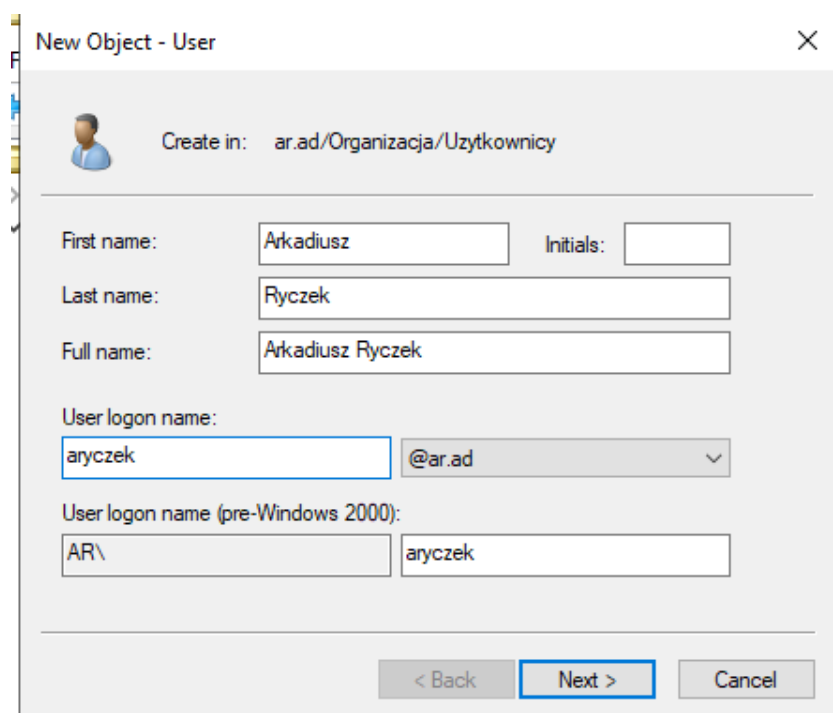 New Object - User
Create in: ar.ad/Organizacja/Uzytkownicy
First name: Arkadiusz Initials:
Last name: Ryczek
Full name: Arkadiusz Ryczek
User logon name:
aryczek @ar.ad
User logon name (pre-Windows 2000):
AR\ aryczek
< Back Next > Cancel